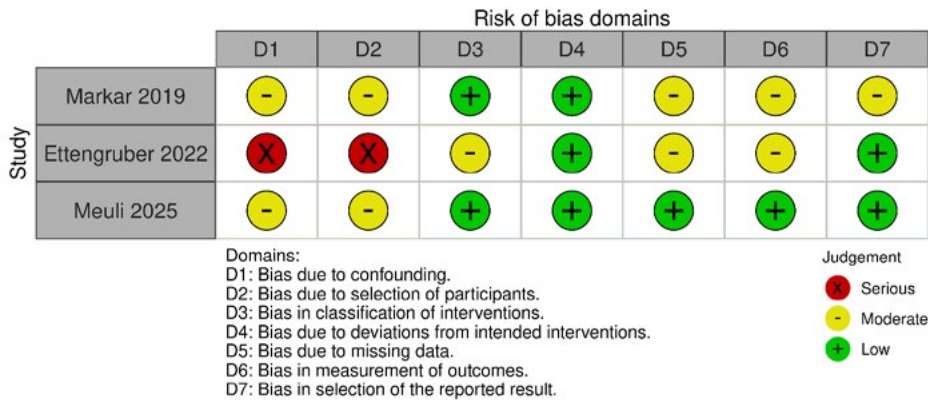 Risk of bias domains
D1 D2 D3 D4 D5 D6 D7
Study
Markar 2019 - - + + - - -
Ettengruber 2022 X X - + - - +
Meuli 2025 - - + + + + +
Domains:
D1: Bias due to confounding.
D2: Bias due to selection of participants.
D3: Bias in classification of interventions.
D4: Bias due to deviations from intended interventions.
D5: Bias due to missing data.
D6: Bias in measurement of outcomes.
D7: Bias in selection of the reported result.
Judgement
X Serious
- Moderate
+ Low